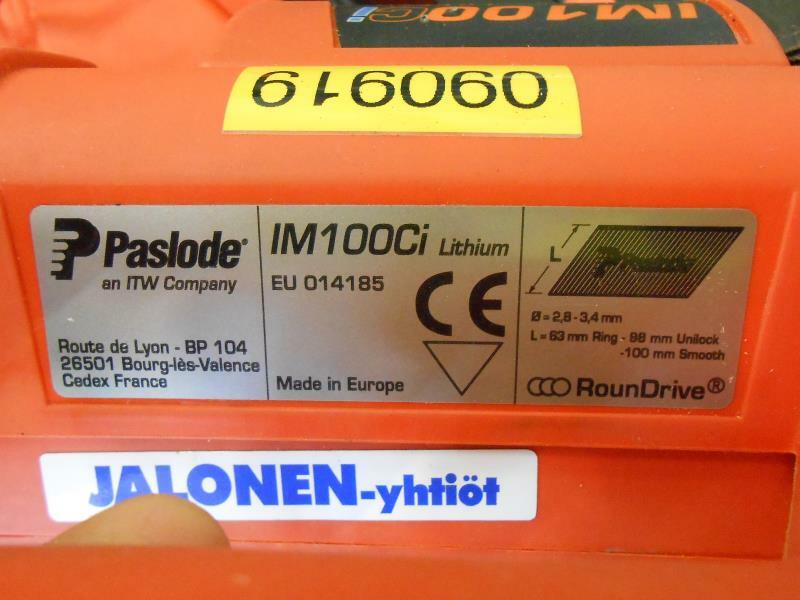 IM100Ci
090919
Paslode®
an ITW Company
Route de Lyon - BP 104
26501 Bourg-lès-Valence
Cedex France
IM100Ci Lithium
EU 014185
CE
Made in Europe
L
Paslode
Ø = 2,8 - 3,4 mm
L = 63 mm Ring - 98 mm Unilock
-100 mm Smooth
RounDrive®
JALONEN-yhtiöt